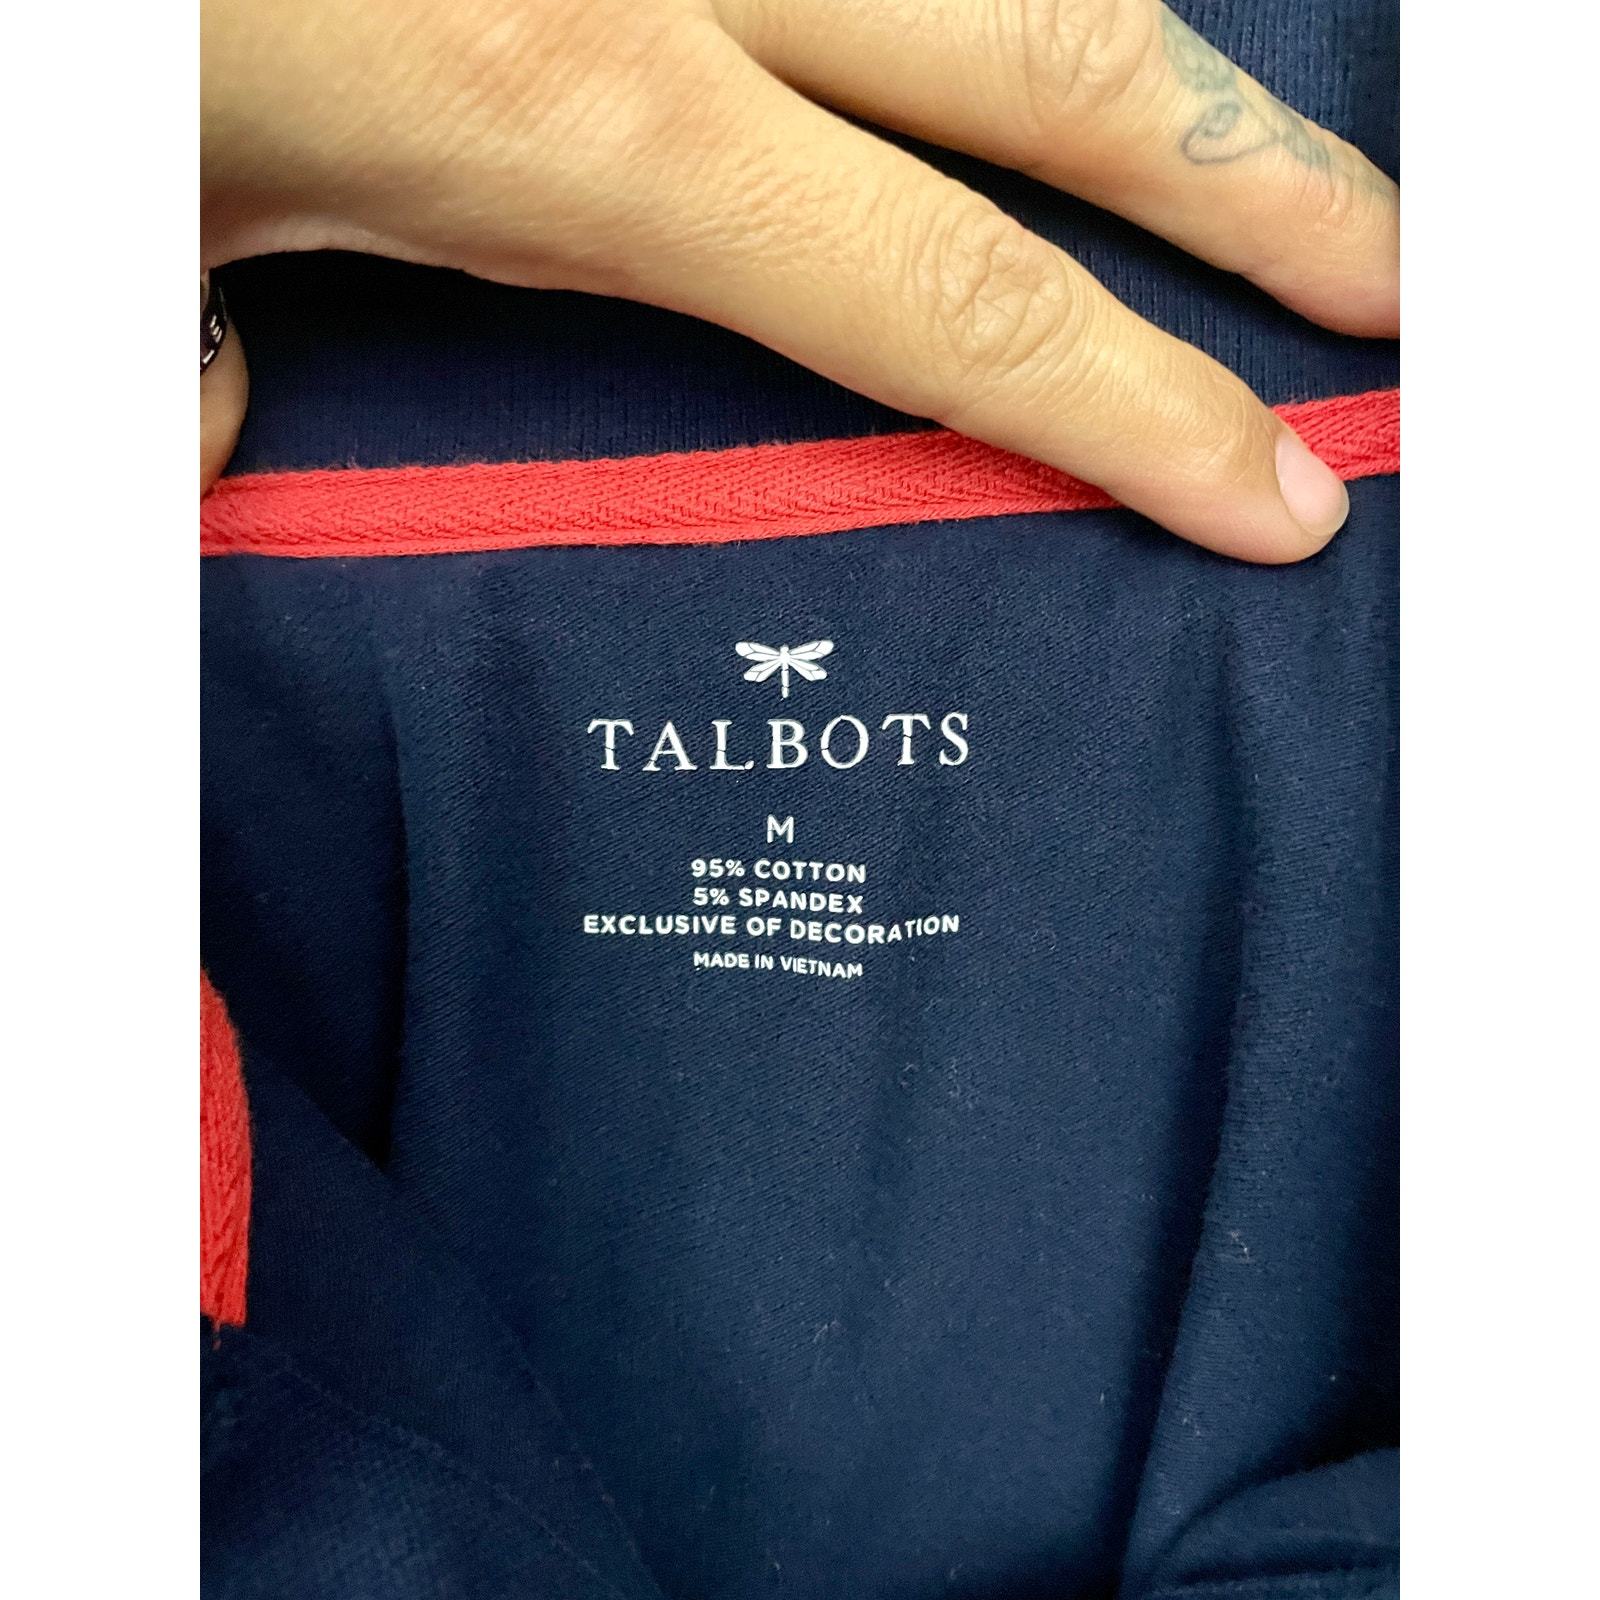 TALBOTS
M
95% COTTON
5% SPANDEX
EXCLUSIVE OF DECORATION
MADE IN VIETNAM